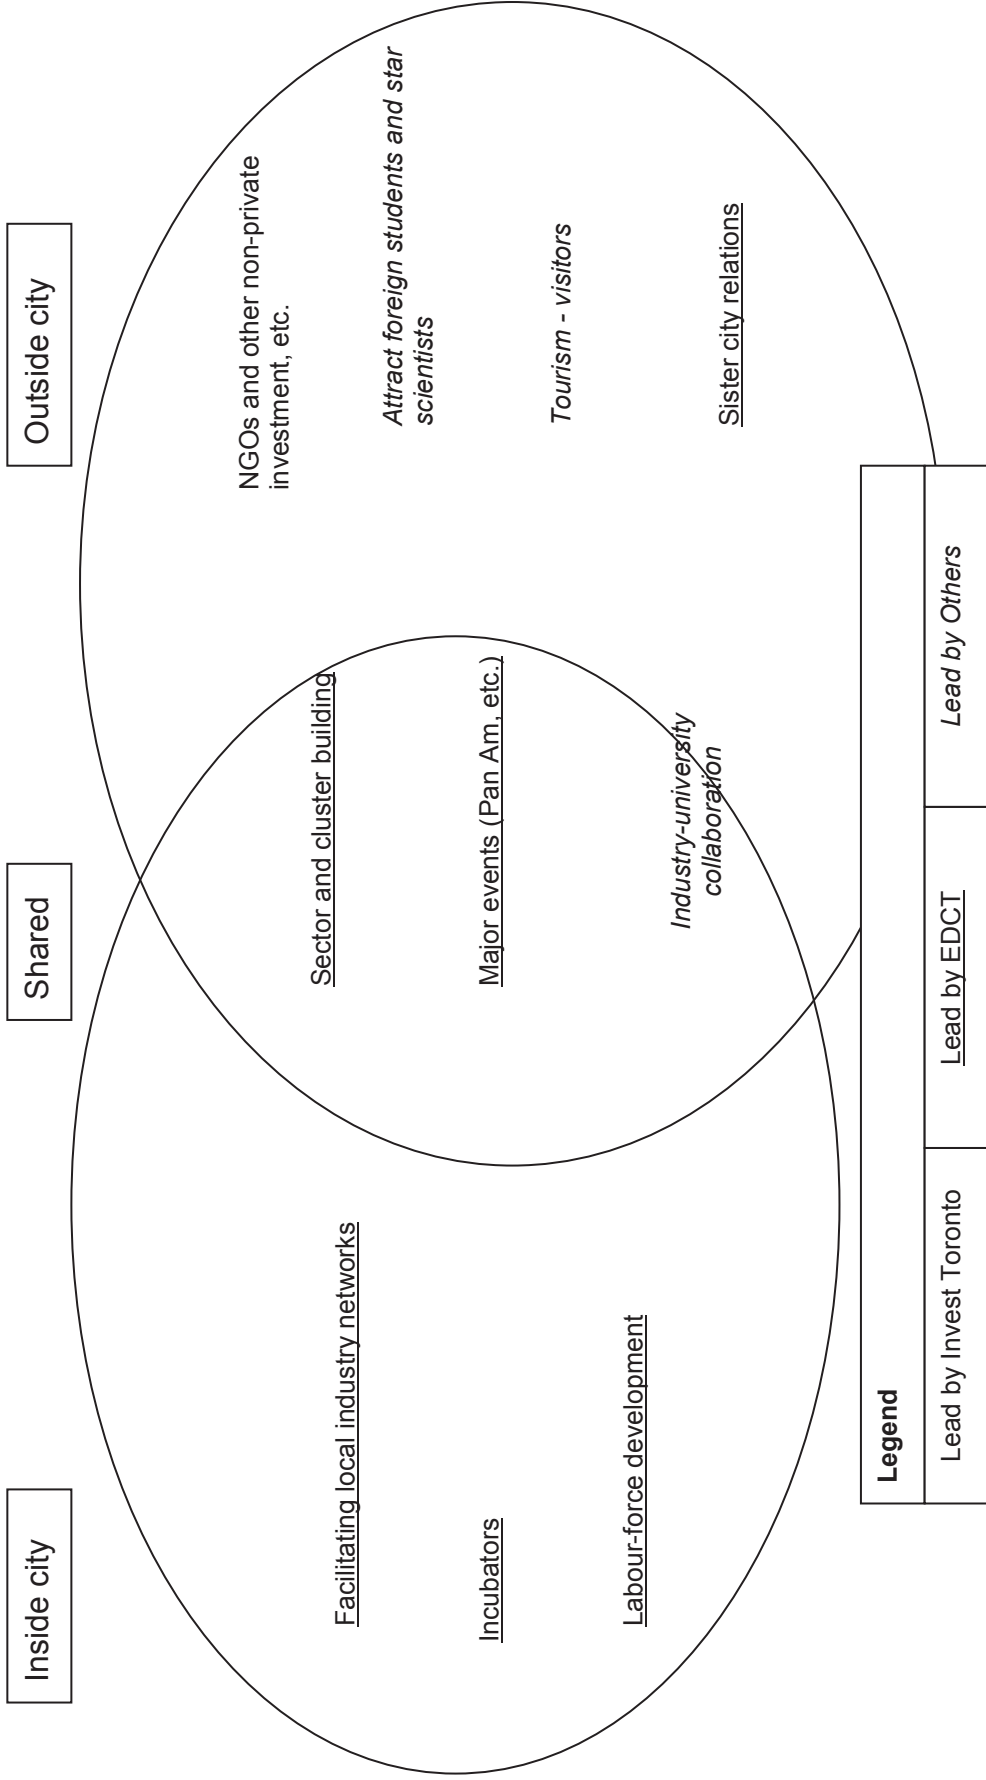 Inside city
Shared
Outside city
Facilitating local industry networks
Incubators
Labour-force development
Sector and cluster building
Major events (Pan Am, etc.)
Industry-university
collaboration
NGOs and other non-private
investment, etc.
Attract foreign students and star
scientists
Tourism - visitors
Sister city relations
Legend
Lead by Invest Toronto
Lead by EDCT
Lead by Others